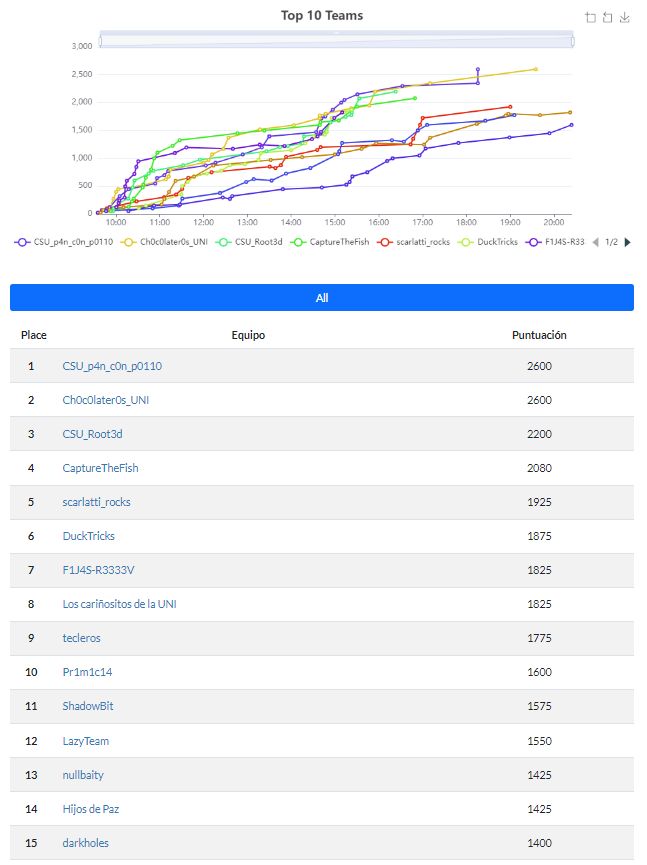 Top 10 Teams
3,000
2,500
2,000
1,500
1,000
500
0
10:00 11:00 12:00 13:00 14:00 15:00 16:00 17:00 18:00 19:00 20:00
CSU_p4n_c0n_p0110 Ch0c0later0s_UNI CSU_Root3d CaptureTheFish scarlatti_rocks DuckTricks F1J4S-R33 1/2
All
Place Equipo Puntuación
1 CSU_p4n_c0n_p0110 2600
2 Ch0c0later0s_UNI 2600
3 CSU_Root3d 2200
4 CaptureTheFish 2080
5 scarlatti_rocks 1925
6 DuckTricks 1875
7 F1J4S-R3333V 1825
8 Los cariñositos de la UNI 1825
9 tecleros 1775
10 Pr1m1c14 1600
11 ShadowBit 1575
12 LazyTeam 1550
13 nullbaity 1425
14 Hijos de Paz 1425
15 darkholes 1400